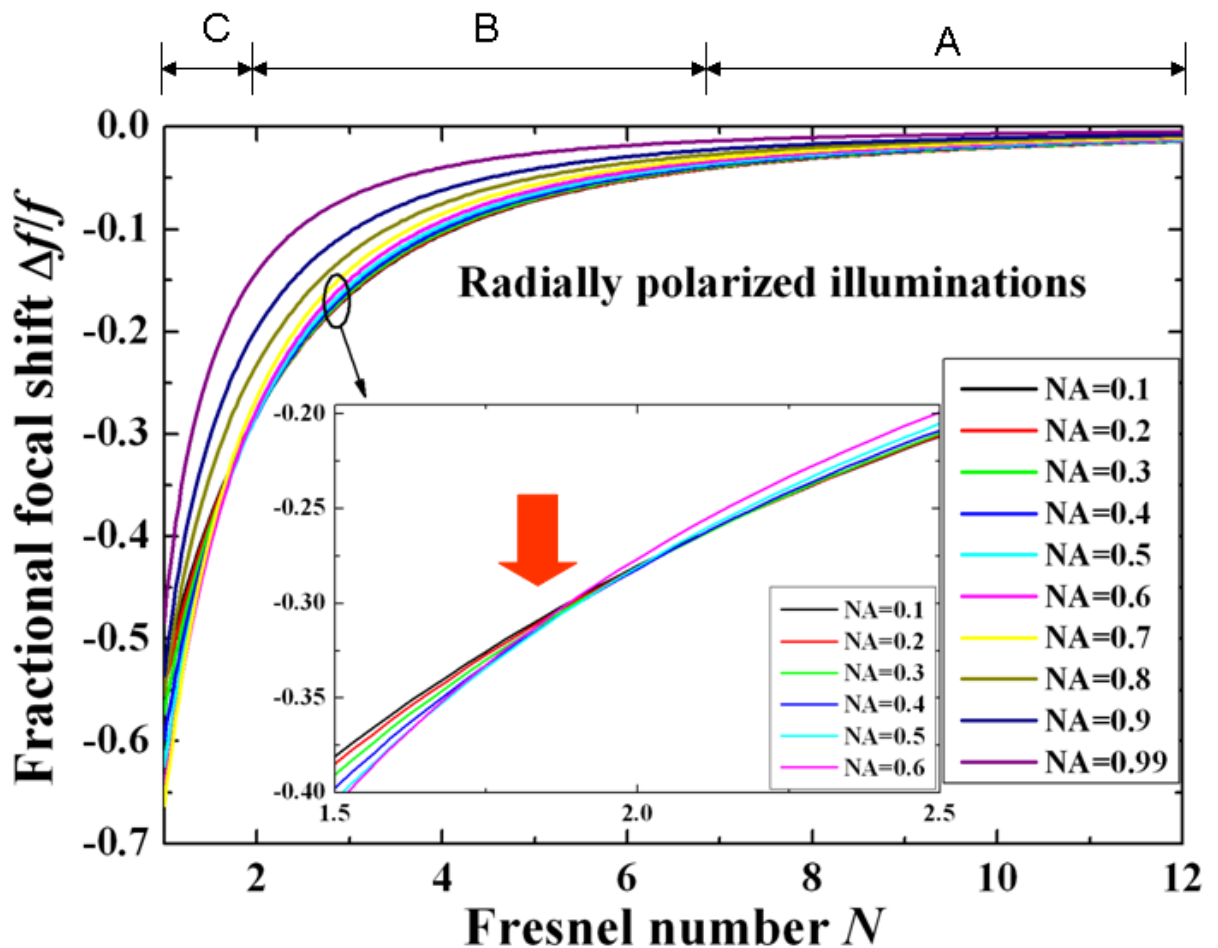 C B A
Fractional focal shift Δf/f
0.0
-0.1
-0.2
-0.3
-0.4
-0.5
-0.6
-0.7
Radially polarized illuminations
NA=0.1
NA=0.2
NA=0.3
NA=0.4
NA=0.5
NA=0.6
NA=0.7
NA=0.8
NA=0.9
NA=0.99
-0.20
-0.25
-0.30
-0.35
-0.40
NA=0.1
NA=0.2
NA=0.3
NA=0.4
NA=0.5
NA=0.6
1.5 2.0 2.5
2 4 6 8 10 12
Fresnel number N